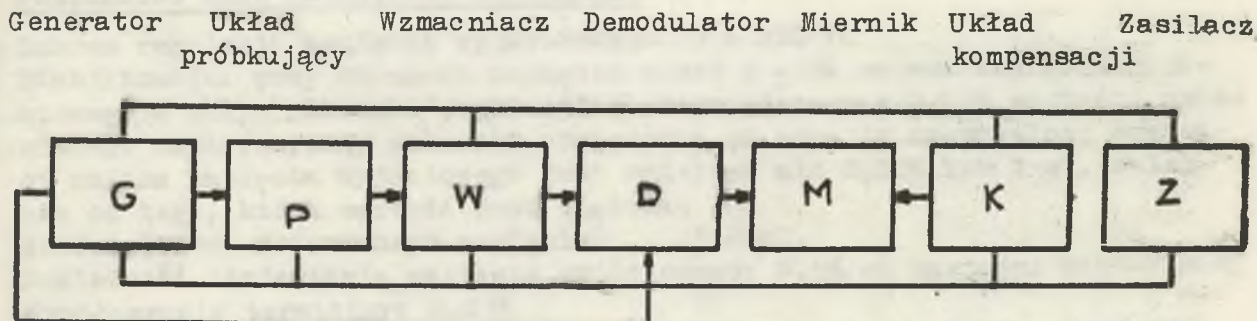 Generator Układ Wzmacniacz Demodulator Miernik Układ Zasilacz
próbkujący kompensacji
G P W D M K Z